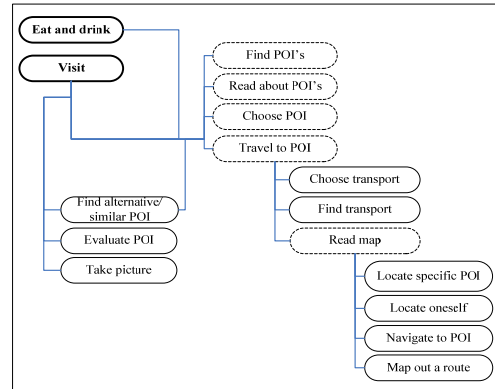 Eat and drink
Visit
Find POI's
Read about POI's
Choose POI
Travel to POI
Choose transport
Find transport
Read map
Find alternative/
similar POI
Evaluate POI
Take picture
Locate specific POI
Locate oneself
Navigate to POI
Map out a route